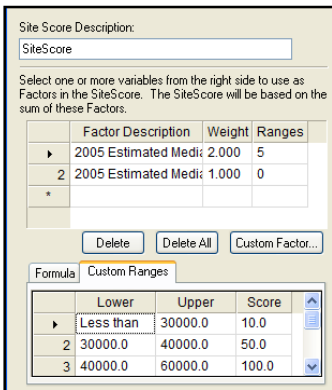 Site Score Description:
SiteScore
Select one or more variables from the right side to use as
Factors in the SiteScore. The SiteScore will be based on the
sum of these Factors.
Factor Description Weight Ranges
2005 Estimated Media 2.000 5
2 2005 Estimated Media 1.000 0
*
Delete Delete All Custom Factor...
Formula Custom Ranges
Lower Upper Score
Less than 30000.0 10.0
2 30000.0 40000.0 50.0
3 40000.0 60000.0 100.0